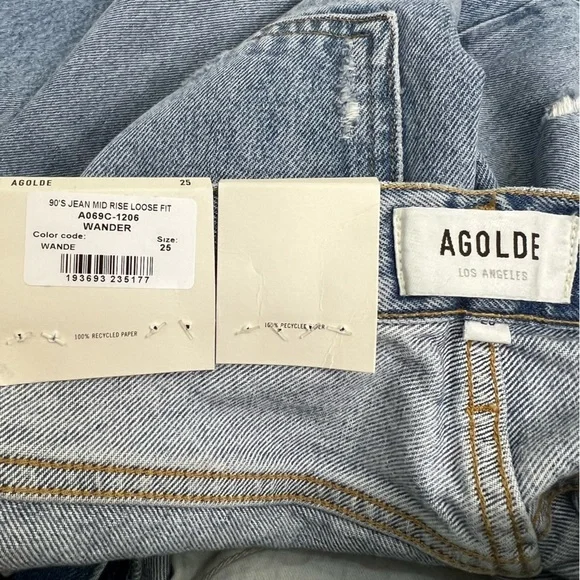 AGOLDE 25
90'S JEAN MID RISE LOOSE FIT
A069C-1206
WANDER
Color code: Size:
WANDE 25
193693 235177
100% RECYCLED PAPER
100% RECYCLED PAPER
AGOLDE
LOS ANGELES